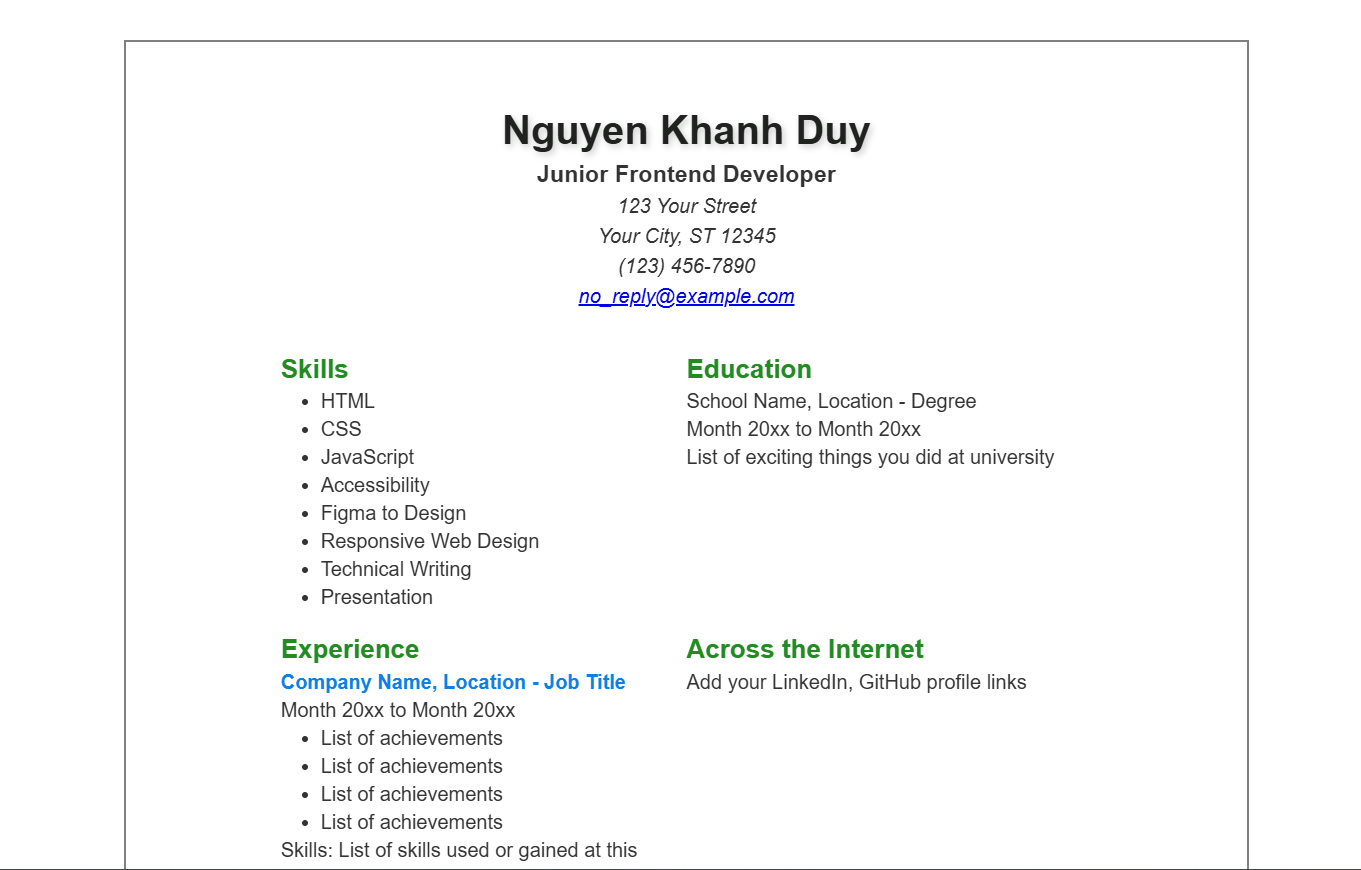 Nguyen Khanh Duy
Junior Frontend Developer
123 Your Street
Your City, ST 12345
(123) 456-7890
no_reply@example.com
Skills
HTML
CSS
JavaScript
Accessibility
Figma to Design
Responsive Web Design
Technical Writing
Presentation
Education
School Name, Location - Degree
Month 20xx to Month 20xx
List of exciting things you did at university
Experience
Company Name, Location - Job Title
Month 20xx to Month 20xx
List of achievements
List of achievements
List of achievements
List of achievements
Skills: List of skills used or gained at this
Across the Internet
Add your LinkedIn, GitHub profile links